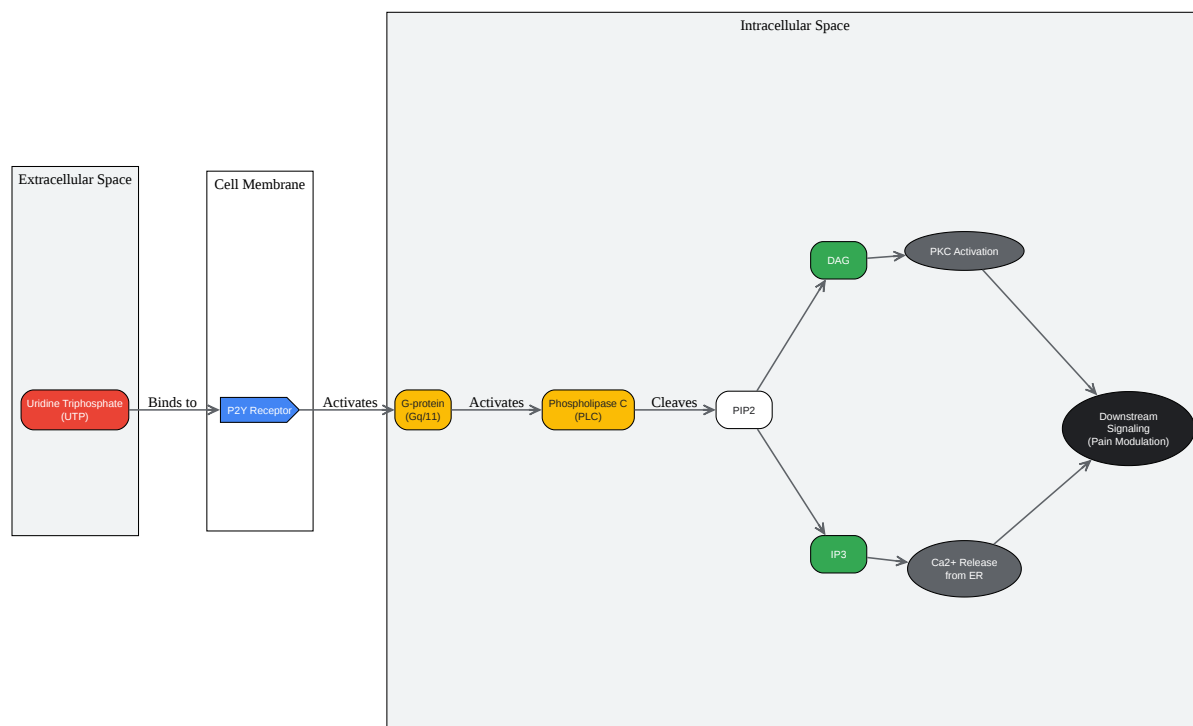 Intracellular Space
Extracellular Space
Cell Membrane
Uridine Triphosphate
(UTP)
Binds to
P2Y Receptor
Activates
G-protein
(Gq/11)
Activates
Phospholipase C
(PLC)
Cleaves
PIP2
DAG
PKC Activation
IP3
Ca2+ Release
from ER
Downstream
Signaling
(Pain Modulation)